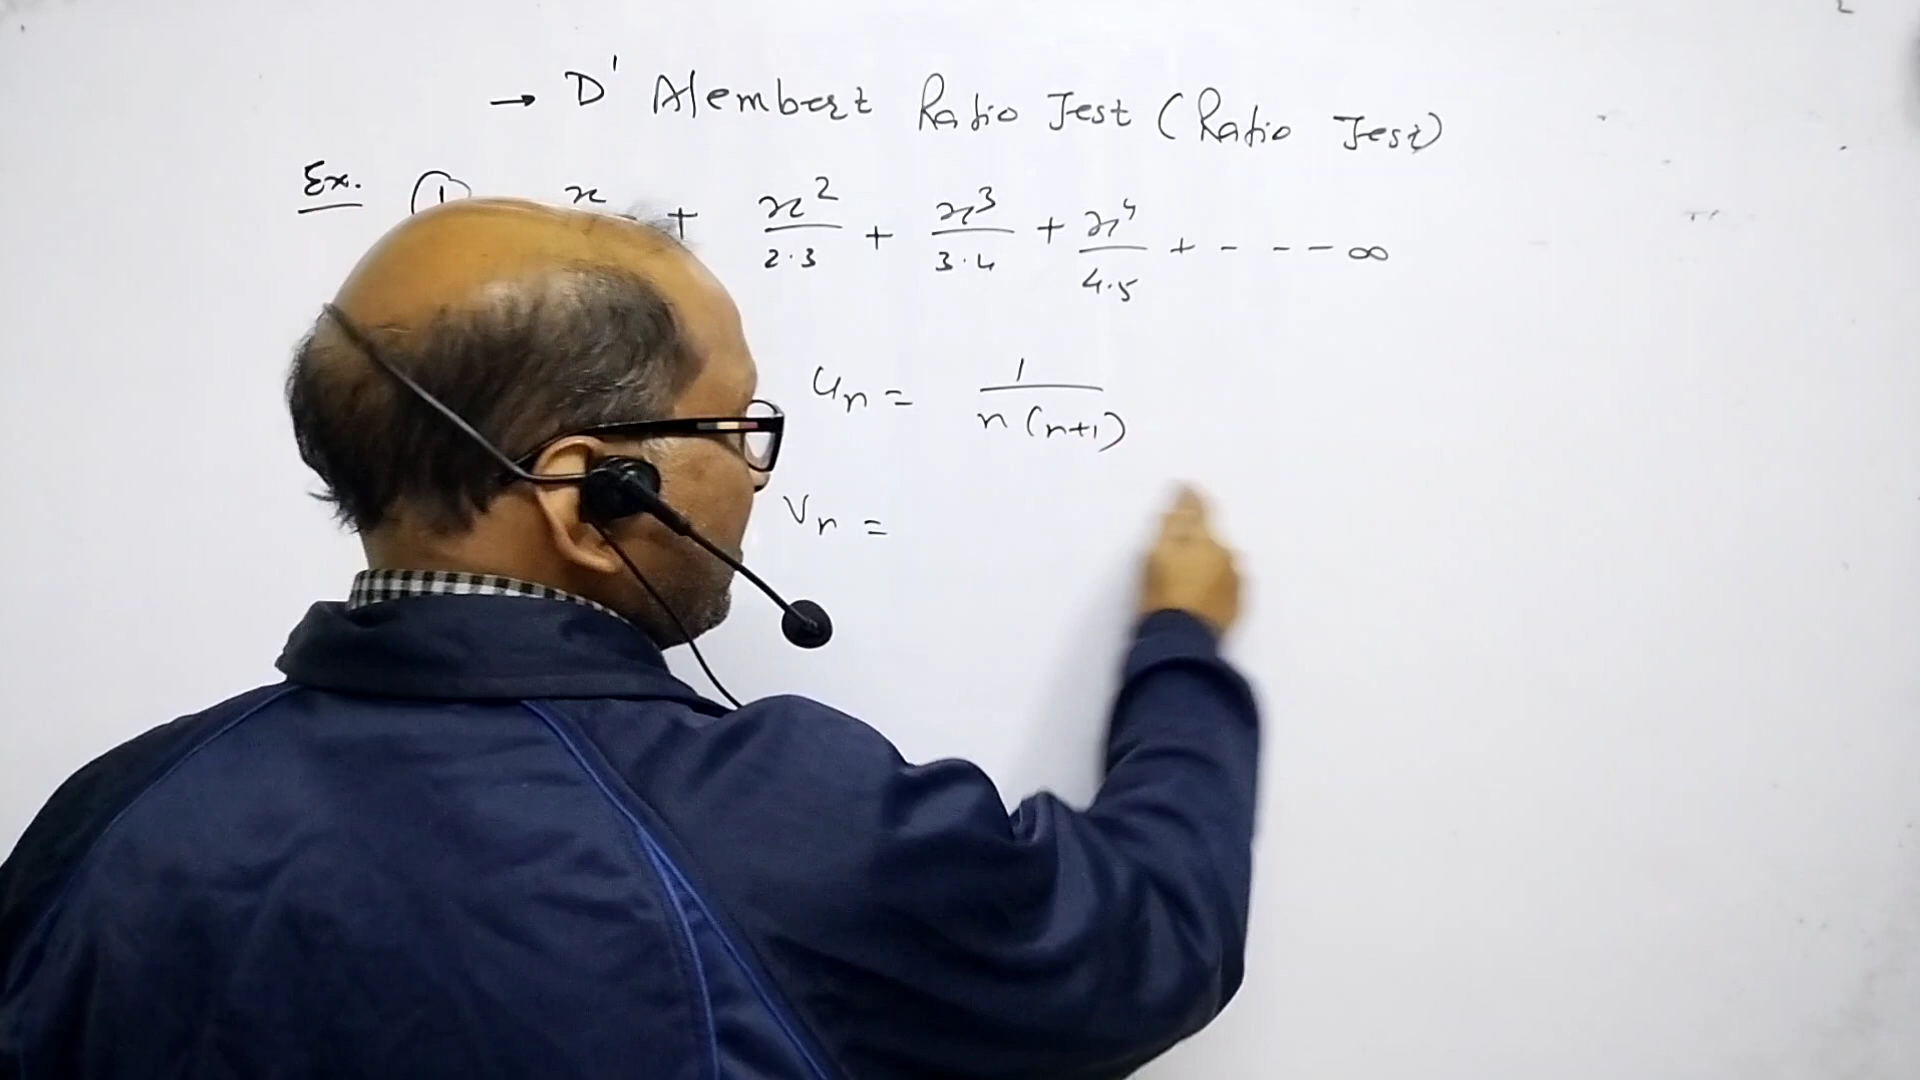 → D' Alembert Ratio Test (Ratio Test)
Ex. ① x + x²/2·3 + x³/3·4 + x⁴/4·5 + - - - ∞
uₙ = 1/n(n+1)
vₙ =